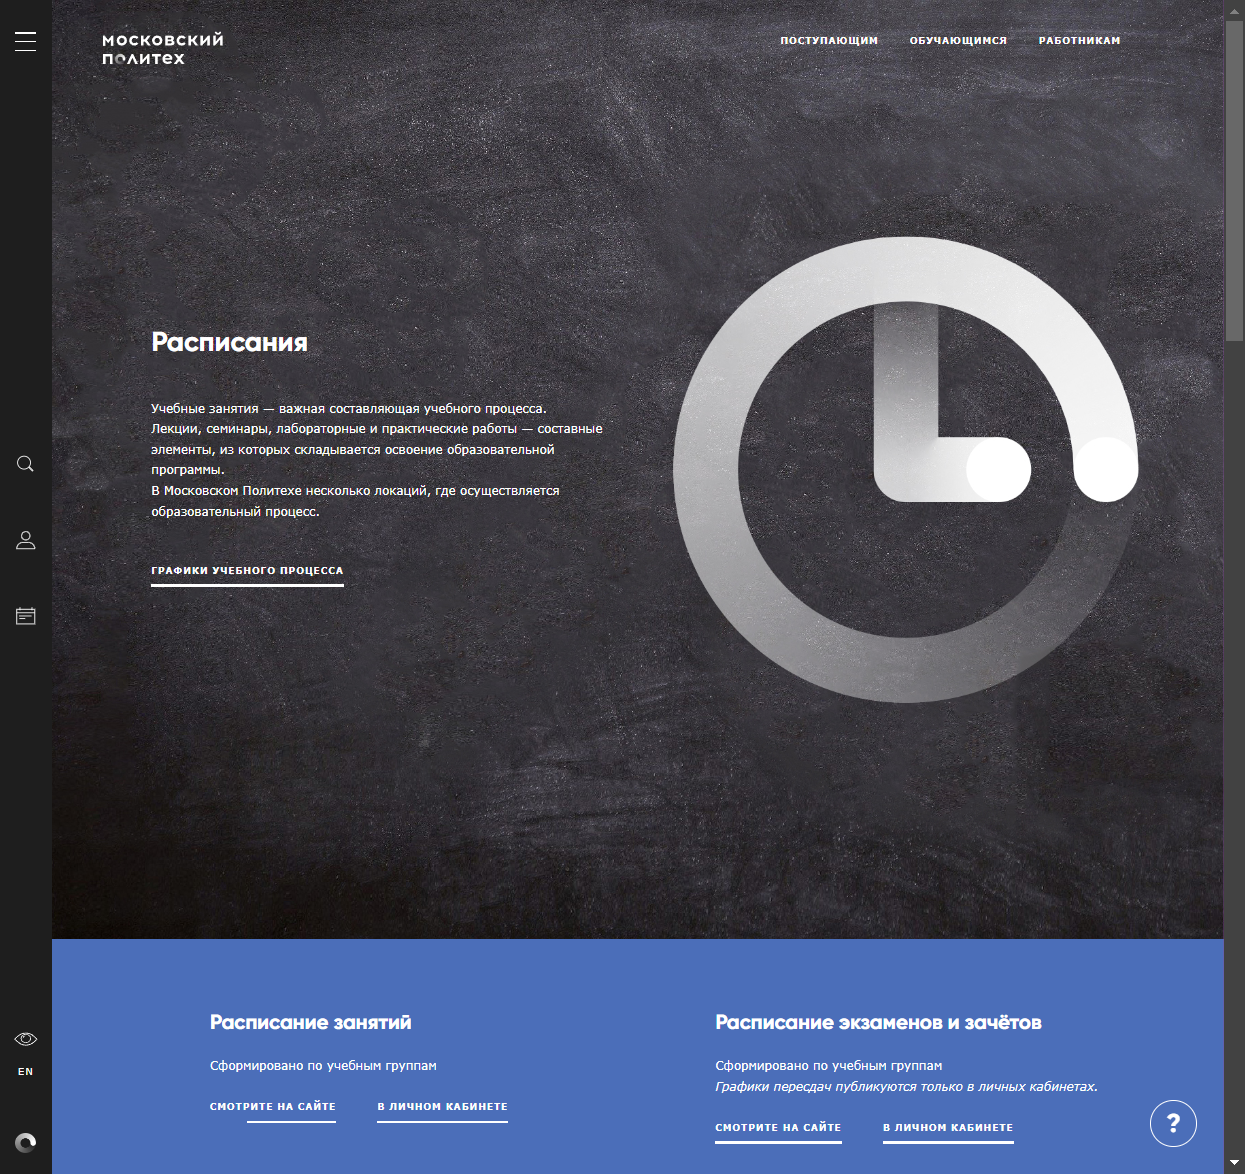 московский
политех
ПОСТУПАЮЩИМ
ОБУЧАЮЩИМСЯ
РАБОТНИКАМ
Расписания
Учебные занятия — важная составляющая учебного процесса.
Лекции, семинары, лабораторные и практические работы — составные
элементы, из которых складывается освоение образовательной
программы.
В Московском Политехе несколько локаций, где осуществляется
образовательный процесс.
ГРАФИКИ УЧЕБНОГО ПРОЦЕССА
Расписание занятий
Сформировано по учебным группам
СМОТРИТЕ НА САЙТЕ
В ЛИЧНОМ КАБИНЕТЕ
Расписание экзаменов и зачётов
Сформировано по учебным группам
Графики пересдач публикуются только в личных кабинетах.
СМОТРИТЕ НА САЙТЕ
В ЛИЧНОМ КАБИНЕТЕ
EN
?